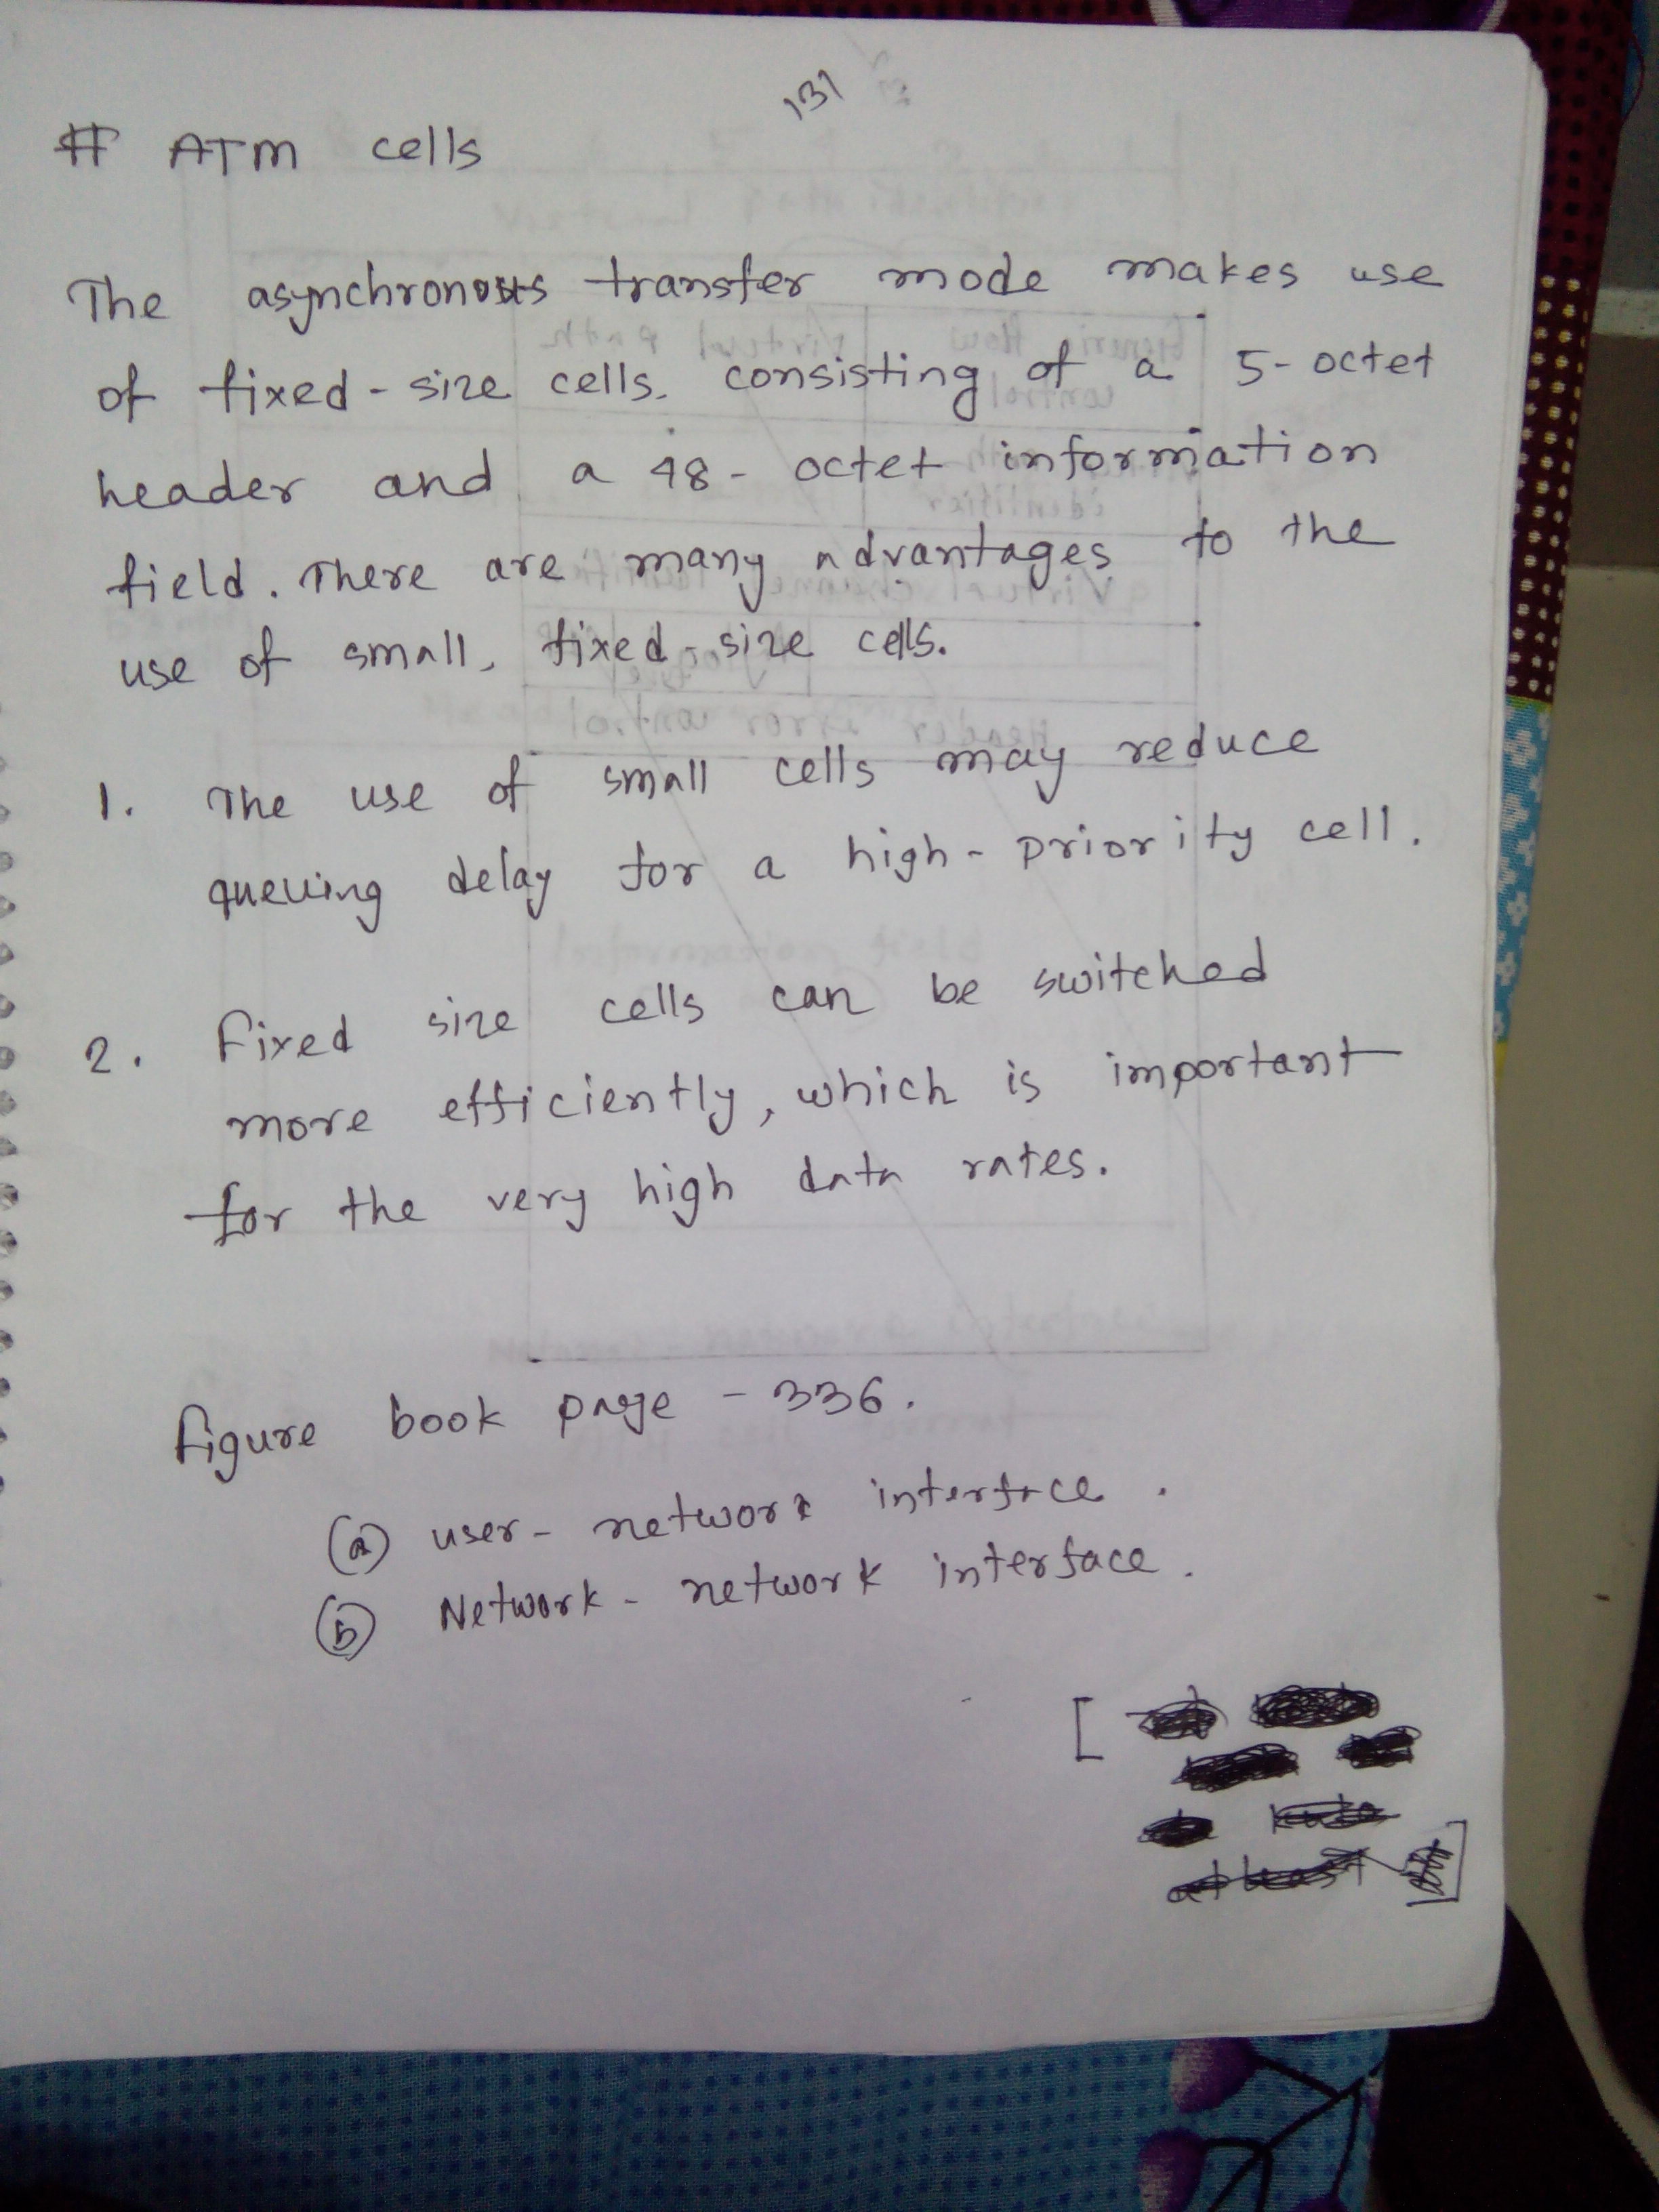 131
# ATM cells
The asynchronous transfer mode makes use
of fixed-size cells, consisting of a 5-octet
header and a 48-octet information
field. There are many advantages to the
use of small, fixed-size cells.
1. The use of small cells may reduce
queuing delay for a high-priority cell.
2. Fixed size cells can be switched
more efficiently, which is important
for the very high data rates.
Figure book page - 336.
(a) user-network interface.
(b) Network-network interface.
[
at least ]